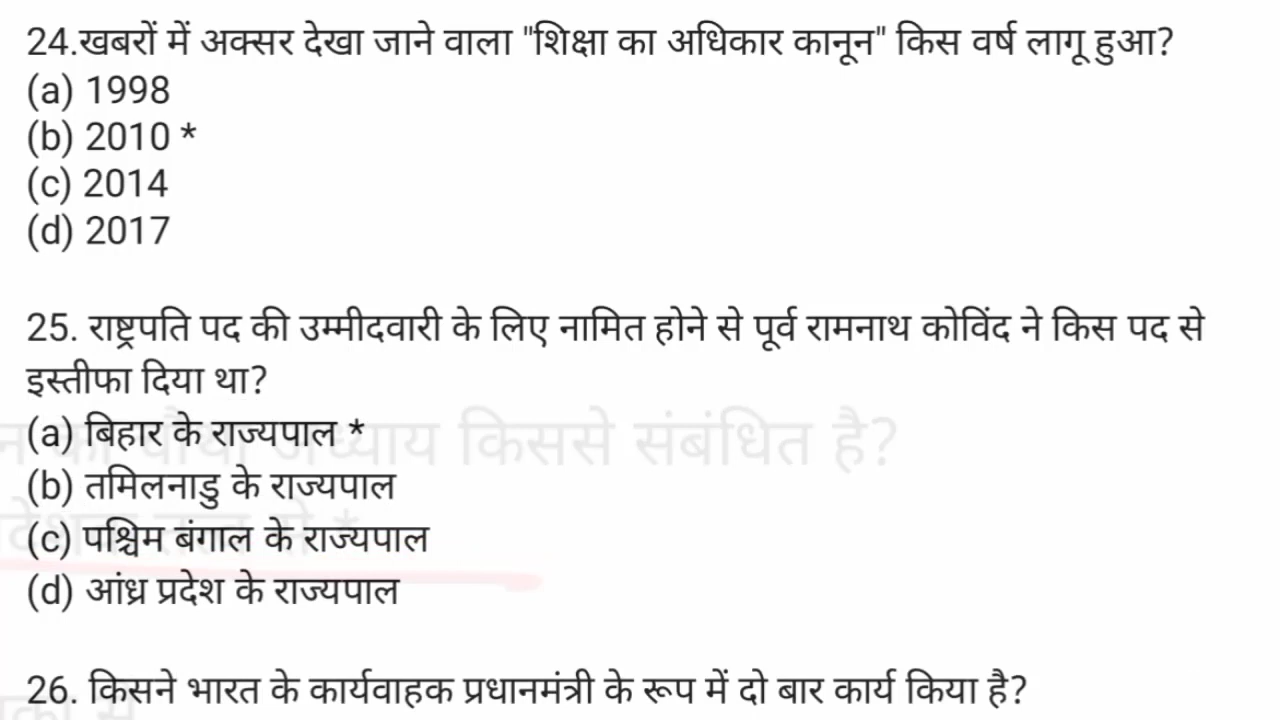 24.खबरों में अक्सर देखा जाने वाला "शिक्षा का अधिकार कानून" किस वर्ष लागू हुआ?
(a) 1998
(b) 2010 *
(c) 2014
(d) 2017
25. राष्ट्रपति पद की उम्मीदवारी के लिए नामित होने से पूर्व रामनाथ कोविंद ने किस पद से
इस्तीफा दिया था?
(a) बिहार के राज्यपाल *
(b) तमिलनाडु के राज्यपाल
(c) पश्चिम बंगाल के राज्यपाल
(d) आंध्र प्रदेश के राज्यपाल
26. किसने भारत के कार्यवाहक प्रधानमंत्री के रूप में दो बार कार्य किया है?
किससे संबंधित है?